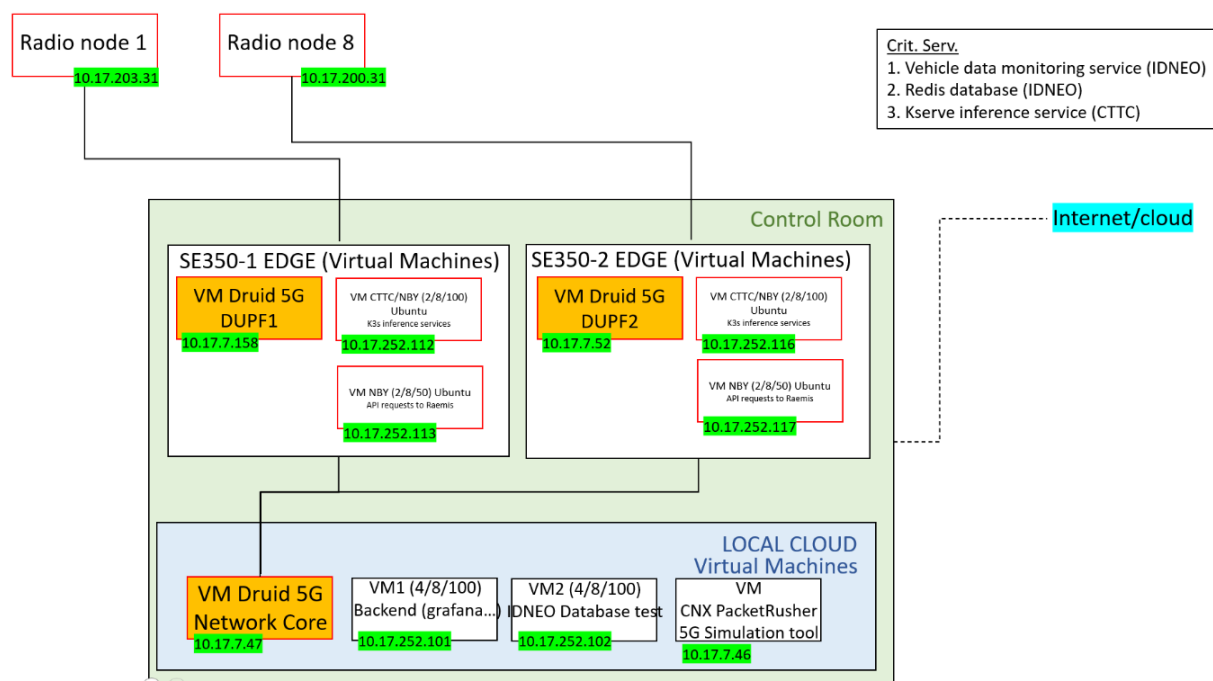 Radio node 1
10.17.203.31
Radio node 8
10.17.200.31
Crit. Serv.
1. Vehicle data monitoring service (IDNEO)
2. Redis database (IDNEO)
3. Kserve inference service (CTTC)
Control Room
Internet/cloud
SE350-1 EDGE (Virtual Machines)
VM Druid 5G
DUPF1
10.17.7.158
VM CTTC/NBY (2/8/100)
Ubuntu
K3s inference services
10.17.252.112
VM NBY (2/8/50) Ubuntu
API requests to Raemis
10.17.252.113
SE350-2 EDGE (Virtual Machines)
VM Druid 5G
DUPF2
10.17.7.52
VM CTTC/NBY (2/8/100)
Ubuntu
K3s inference services
10.17.252.116
VM NBY (2/8/50) Ubuntu
API requests to Raemis
10.17.252.117
LOCAL CLOUD
Virtual Machines
VM Druid 5G
Network Core
10.17.7.47
VM1 (4/8/100)
Backend (grafana...)
10.17.252.101
VM2 (4/8/100)
IDNEO Database test
10.17.252.102
VM
CNX PacketRusher
5G Simulation tool
10.17.7.46